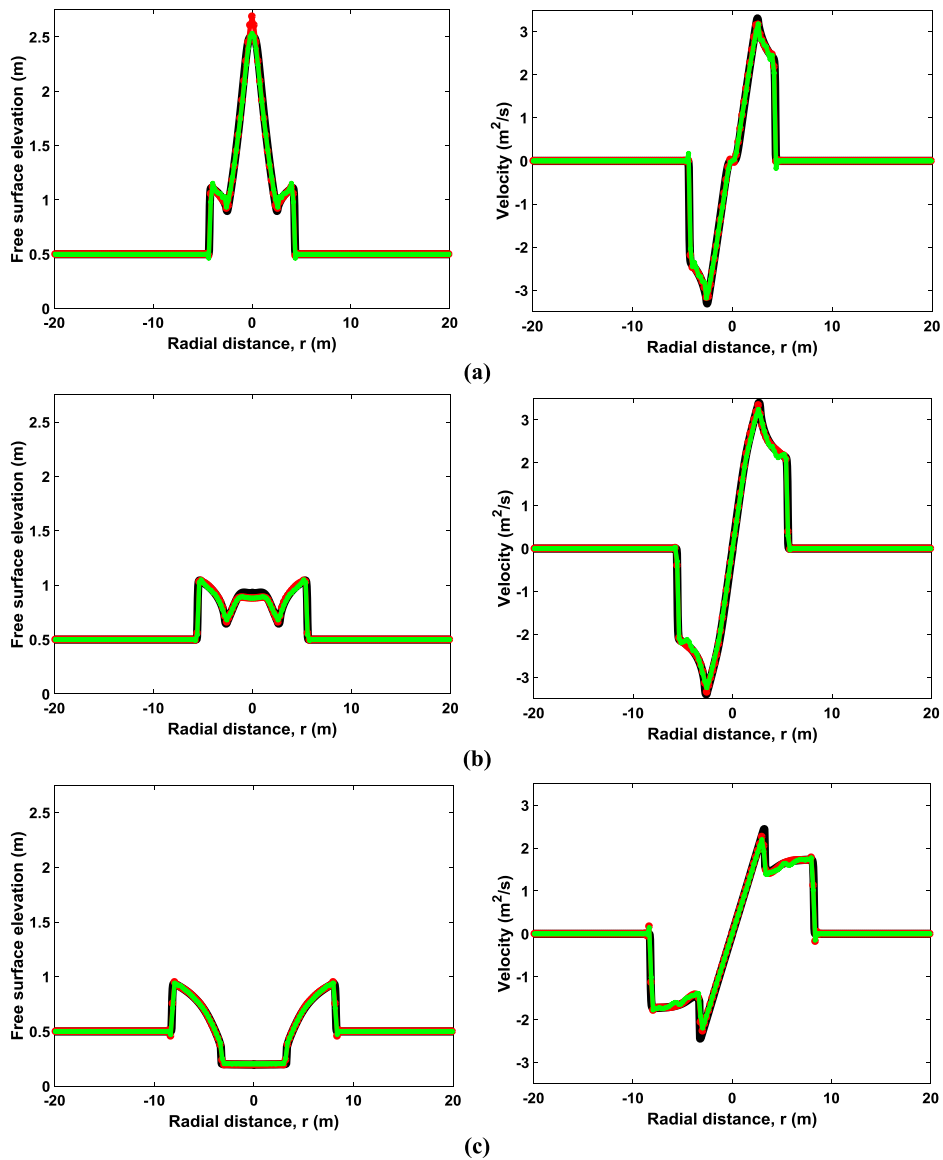 Free surface elevation (m)
2.5
2
1.5
1
0.5
0
-20 -10 0 10 20
Radial distance, r (m)
Velocity (m²/s)
3
2
1
0
-1
-2
-3
-20 -10 0 10 20
Radial distance, r (m)
(a)
Free surface elevation (m)
2.5
2
1.5
1
0.5
0
-20 -10 0 10 20
Radial distance, r (m)
Velocity (m²/s)
3
2
1
0
-1
-2
-3
-20 -10 0 10 20
Radial distance, r (m)
(b)
Free surface elevation (m)
2.5
2
1.5
1
0.5
0
-20 -10 0 10 20
Radial distance, r (m)
Velocity (m²/s)
3
2
1
0
-1
-2
-3
-20 -10 0 10 20
Radial distance, r (m)
(c)